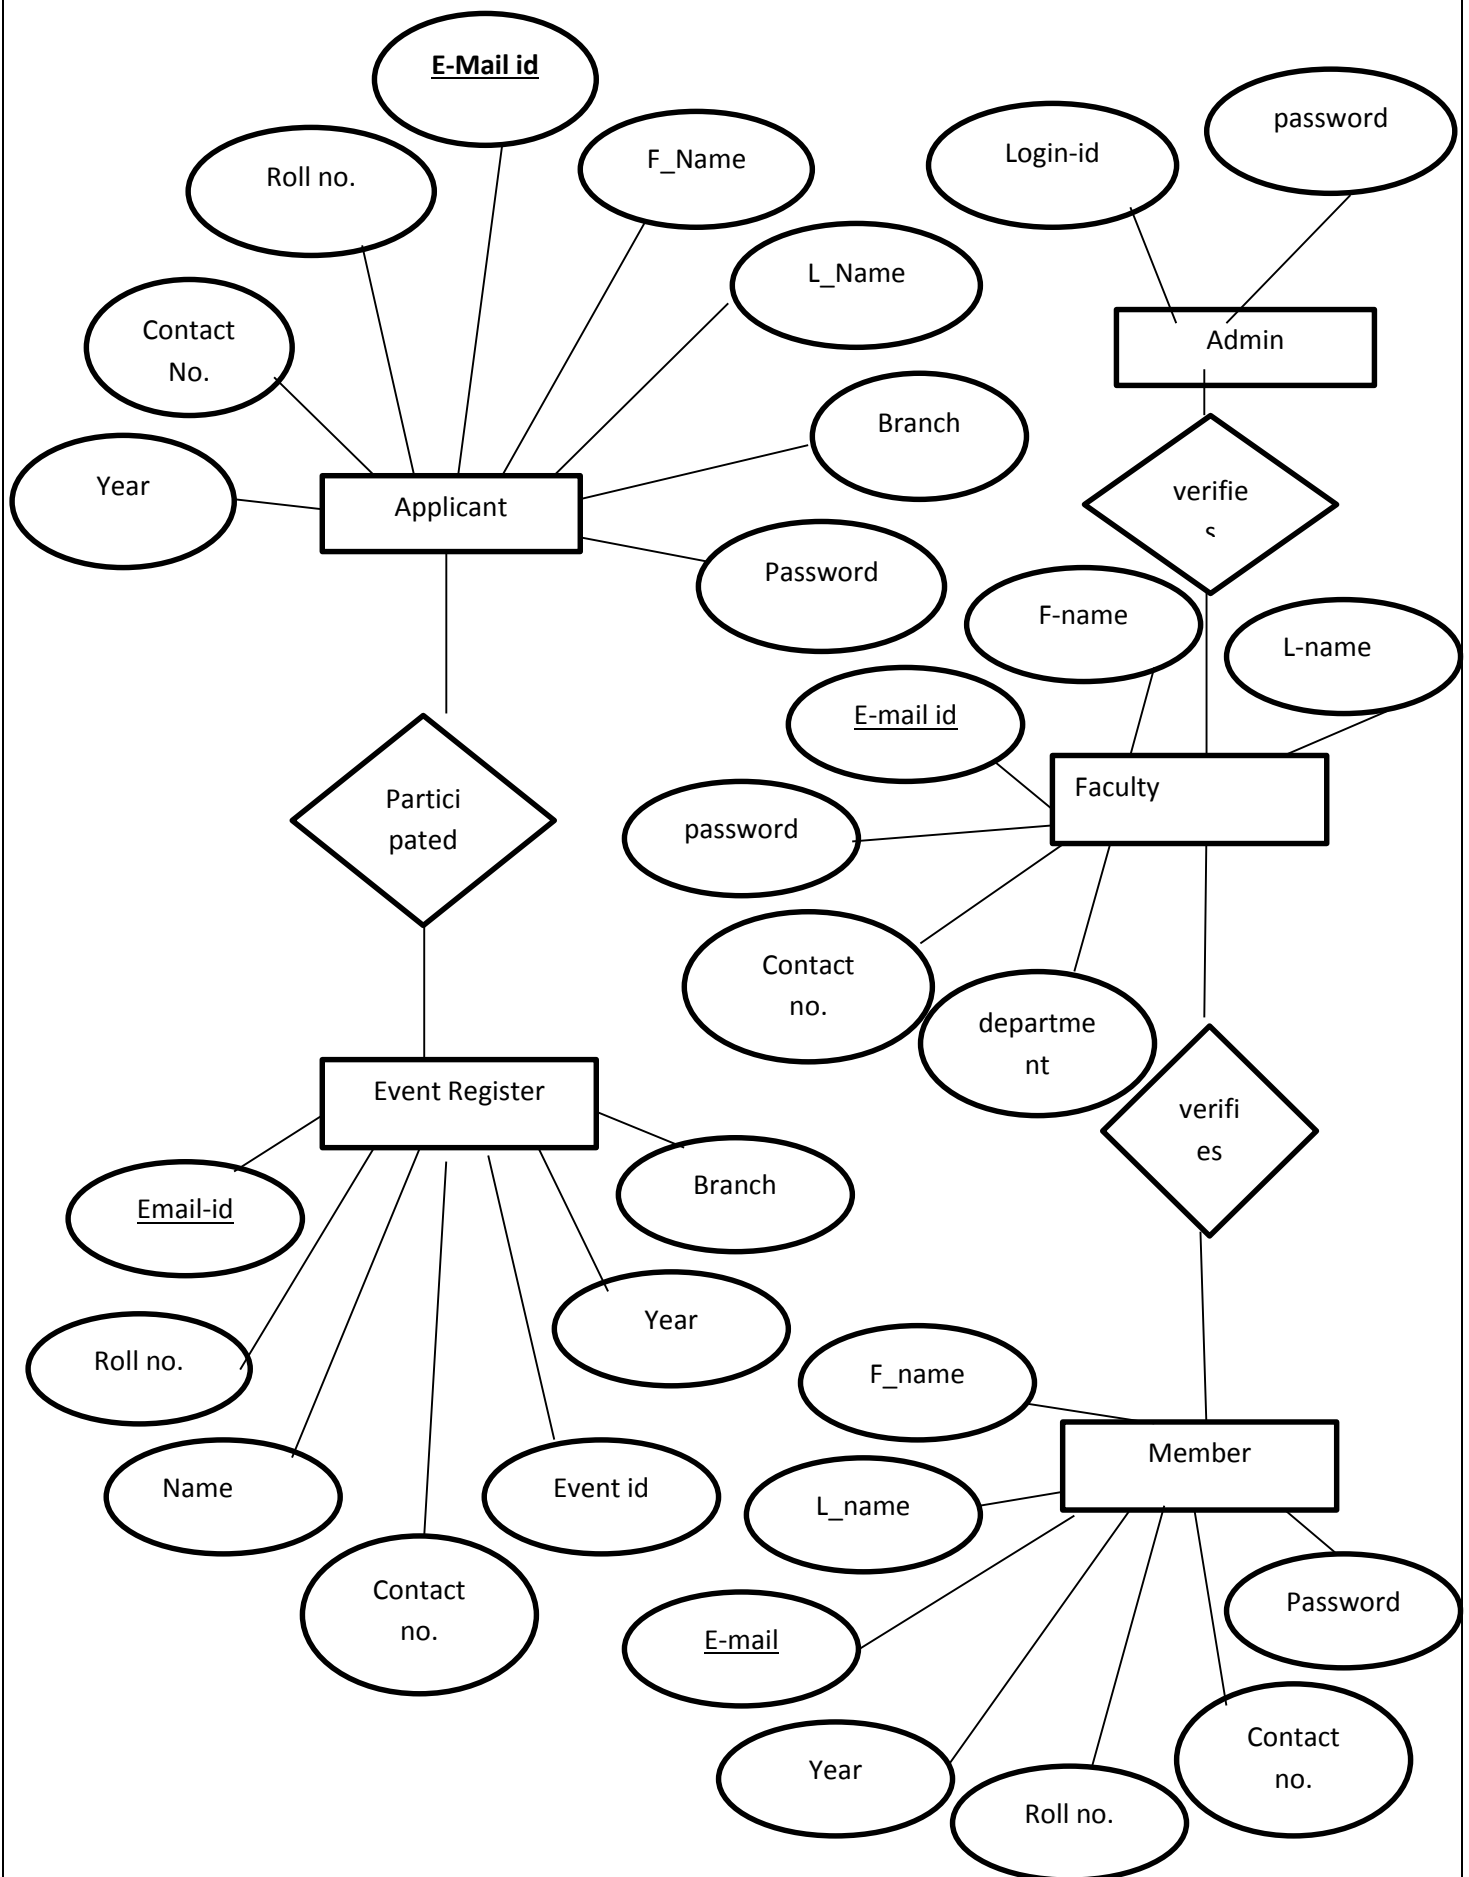 E-Mail id
Roll no.
F_Name
L_Name
Contact
No.
Year
Applicant
Branch
Password
Login-id
password
Admin
verifie
s
F-name
L-name
E-mail id
Faculty
password
Contact
no.
departme
nt
Partici
pated
verifi
es
Event Register
Email-id
Branch
Roll no.
Year
Name
Event id
Contact
no.
F_name
Member
L_name
E-mail
Password
Year
Roll no.
Contact
no.